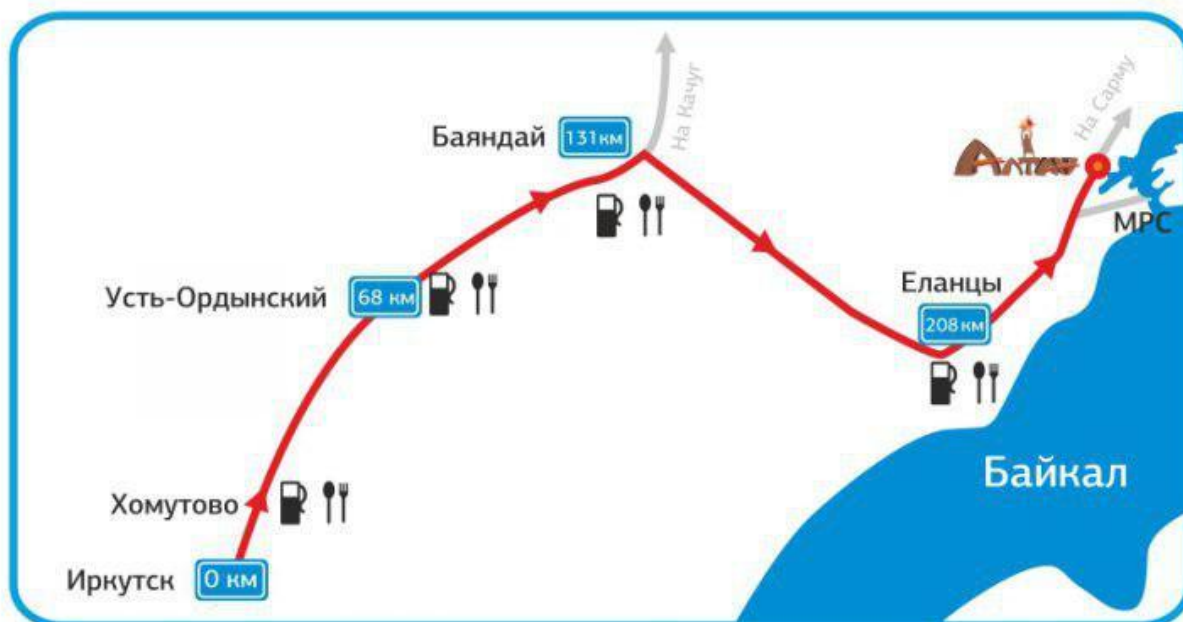 На Качуг
На Сарму
Баяндай
131км
АЛТАН
МРС
Усть-Ордынский
68 км
Еланцы
208 км
Хомутово
Байкал
Иркутск
0 км